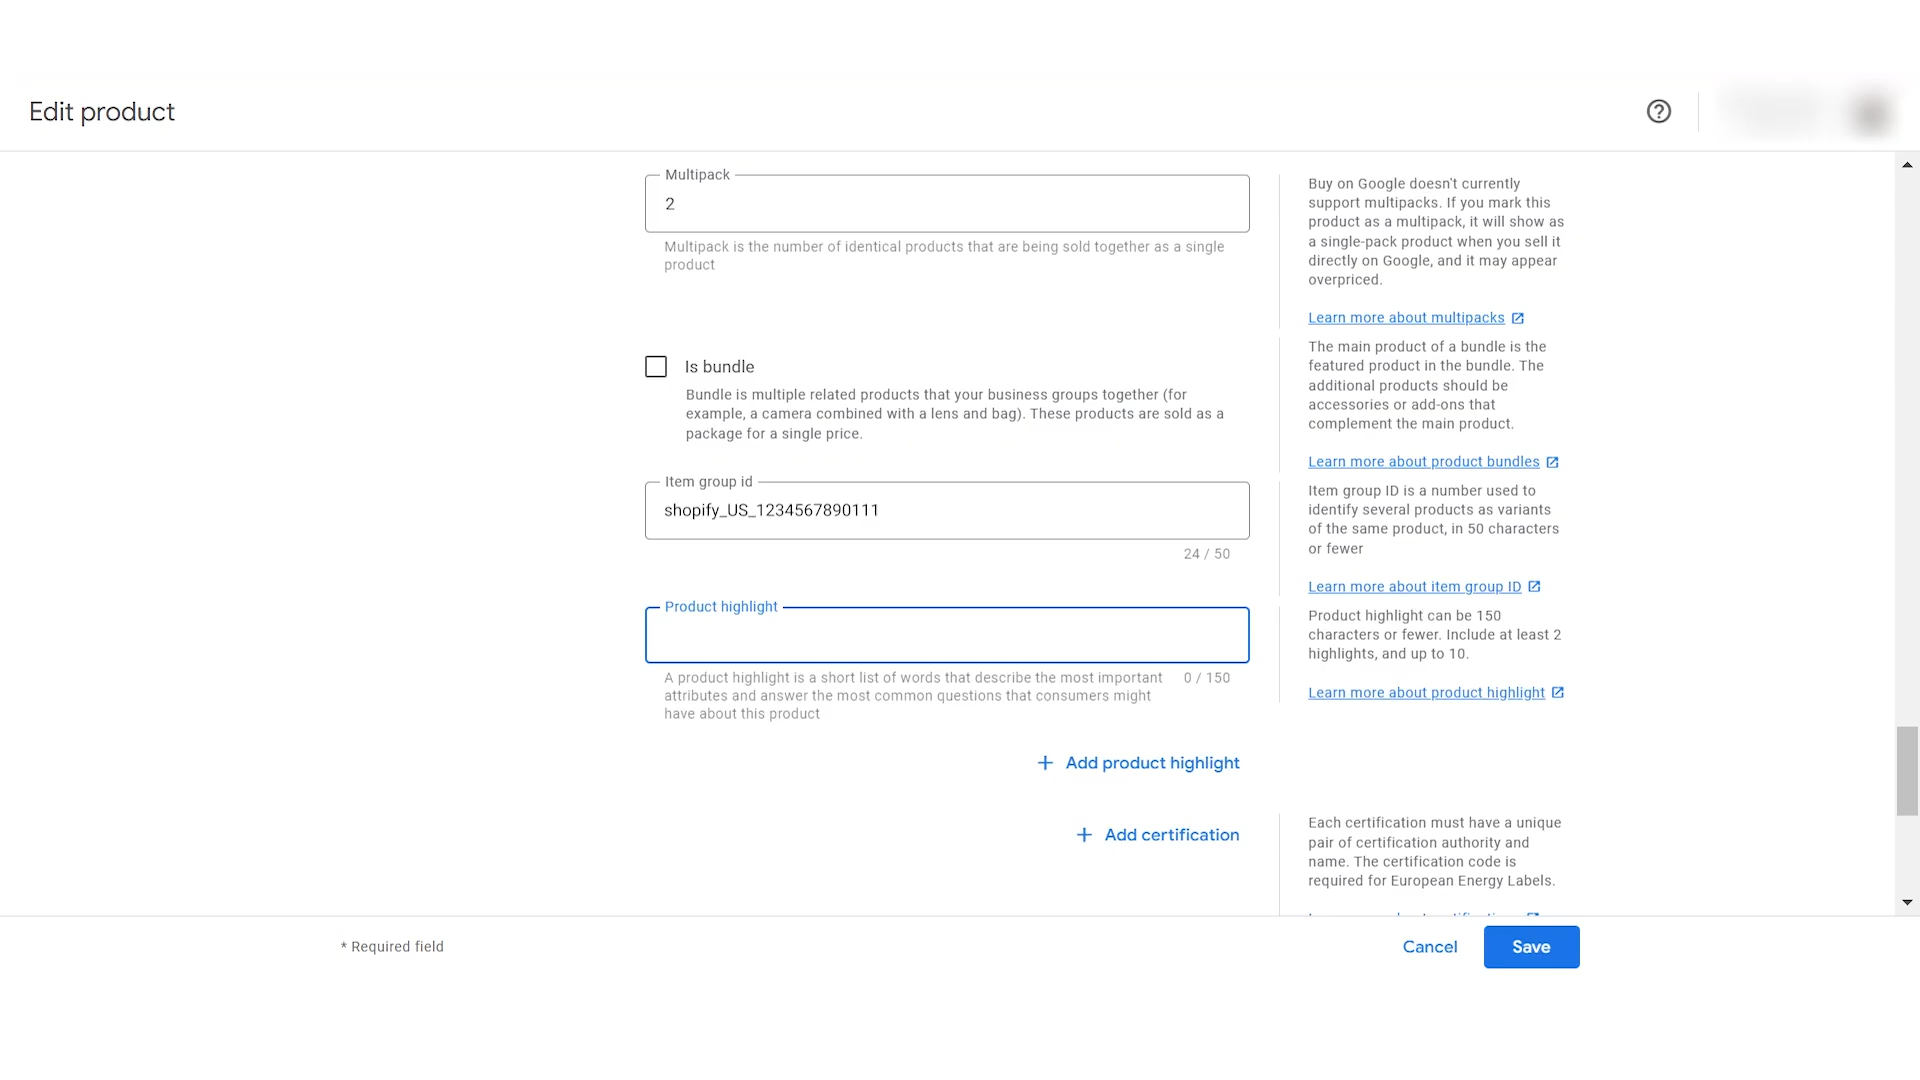 Edit product
Multipack
2
Multipack is the number of identical products that are being sold together as a single
product
Buy on Google doesn't currently
support multipacks. If you mark this
product as a multipack, it will show as
a single-pack product when you sell it
directly on Google, and it may appear
overpriced.
Learn more about multipacks
Is bundle
Bundle is multiple related products that your business groups together (for
example, a camera combined with a lens and bag). These products are sold as a
package for a single price.
The main product of a bundle is the
featured product in the bundle. The
additional products should be
accessories or add-ons that
complement the main product.
Learn more about product bundles
Item group id
shopify_US_1234567890111
24 / 50
Item group ID is a number used to
identify several products as variants
of the same product, in 50 characters
or fewer
Learn more about item group ID
Product highlight
A product highlight is a short list of words that describe the most important
attributes and answer the most common questions that consumers might
have about this product
0 / 150
Product highlight can be 150
characters or fewer. Include at least 2
highlights, and up to 10.
Learn more about product highlight
+ Add product highlight
+ Add certification
Each certification must have a unique
pair of certification authority and
name. The certification code is
required for European Energy Labels.
* Required field
Cancel
Save